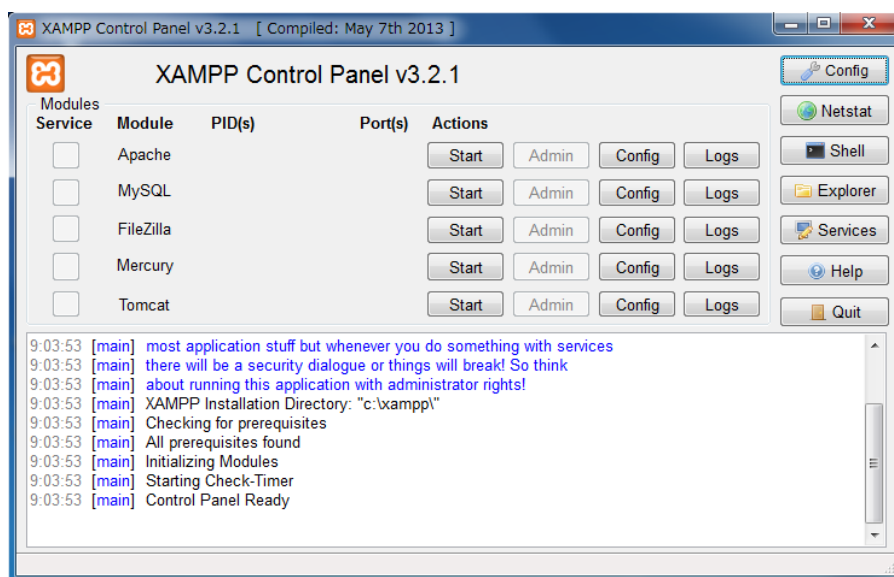 XAMPP Control Panel v3.2.1 [ Compiled: May 7th 2013 ]
XAMPP Control Panel v3.2.1
Config
Modules
Netstat
Service Module PID(s) Port(s) Actions
Apache Start Admin Config Logs
Shell
MySQL Start Admin Config Logs
Explorer
FileZilla Start Admin Config Logs
Services
Mercury Start Admin Config Logs
Help
Tomcat Start Admin Config Logs
Quit
9:03:53 [main] most application stuff but whenever you do something with services
9:03:53 [main] there will be a security dialogue or things will break! So think
9:03:53 [main] about running this application with administrator rights!
9:03:53 [main] XAMPP Installation Directory: "c:\xampp\"
9:03:53 [main] Checking for prerequisites
9:03:53 [main] All prerequisites found
9:03:53 [main] Initializing Modules
9:03:53 [main] Starting Check-Timer
9:03:53 [main] Control Panel Ready